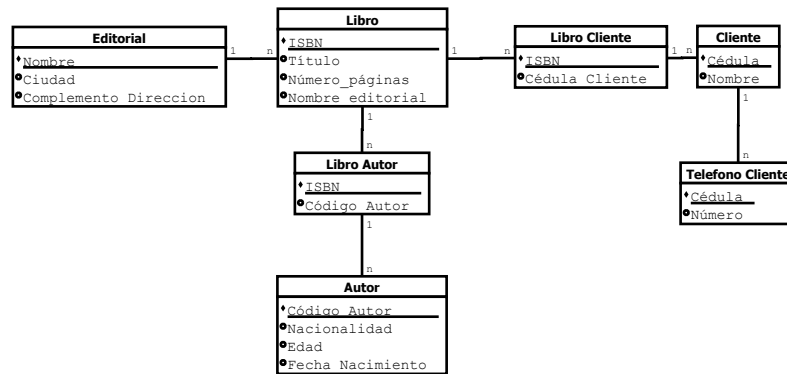 Editorial
Nombre
Ciudad
Complemento Direccion
1
n
Libro
ISBN
Título
Número_páginas
Nombre editorial
1
n
Libro Cliente
ISBN
Cédula Cliente
1
n
Cliente
Cédula
Nombre
1
n
Telefono Cliente
Cédula
Número
1
n
Libro Autor
ISBN
Código Autor
1
n
Autor
Código Autor
Nacionalidad
Edad
Fecha Nacimiento